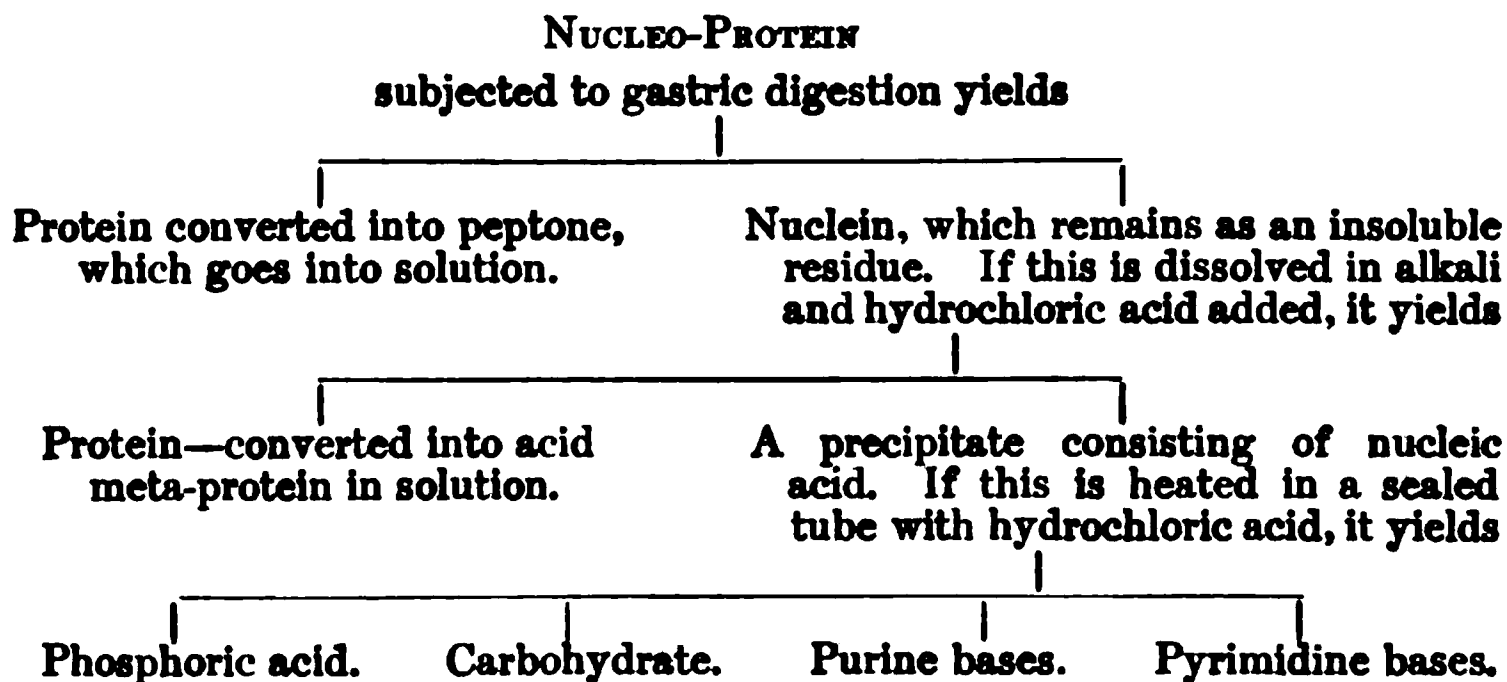 NUCLEO-PROTEIN
subjected to gastric digestion yields
Protein converted into peptone,
which goes into solution.
Nuclein, which remains as an insoluble
residue. If this is dissolved in alkali
and hydrochloric acid added, it yields
Protein—converted into acid
meta-protein in solution.
A precipitate consisting of nucleic
acid. If this is heated in a sealed
tube with hydrochloric acid, it yields
Phosphoric acid. Carbohydrate. Purine bases. Pyrimidine bases.